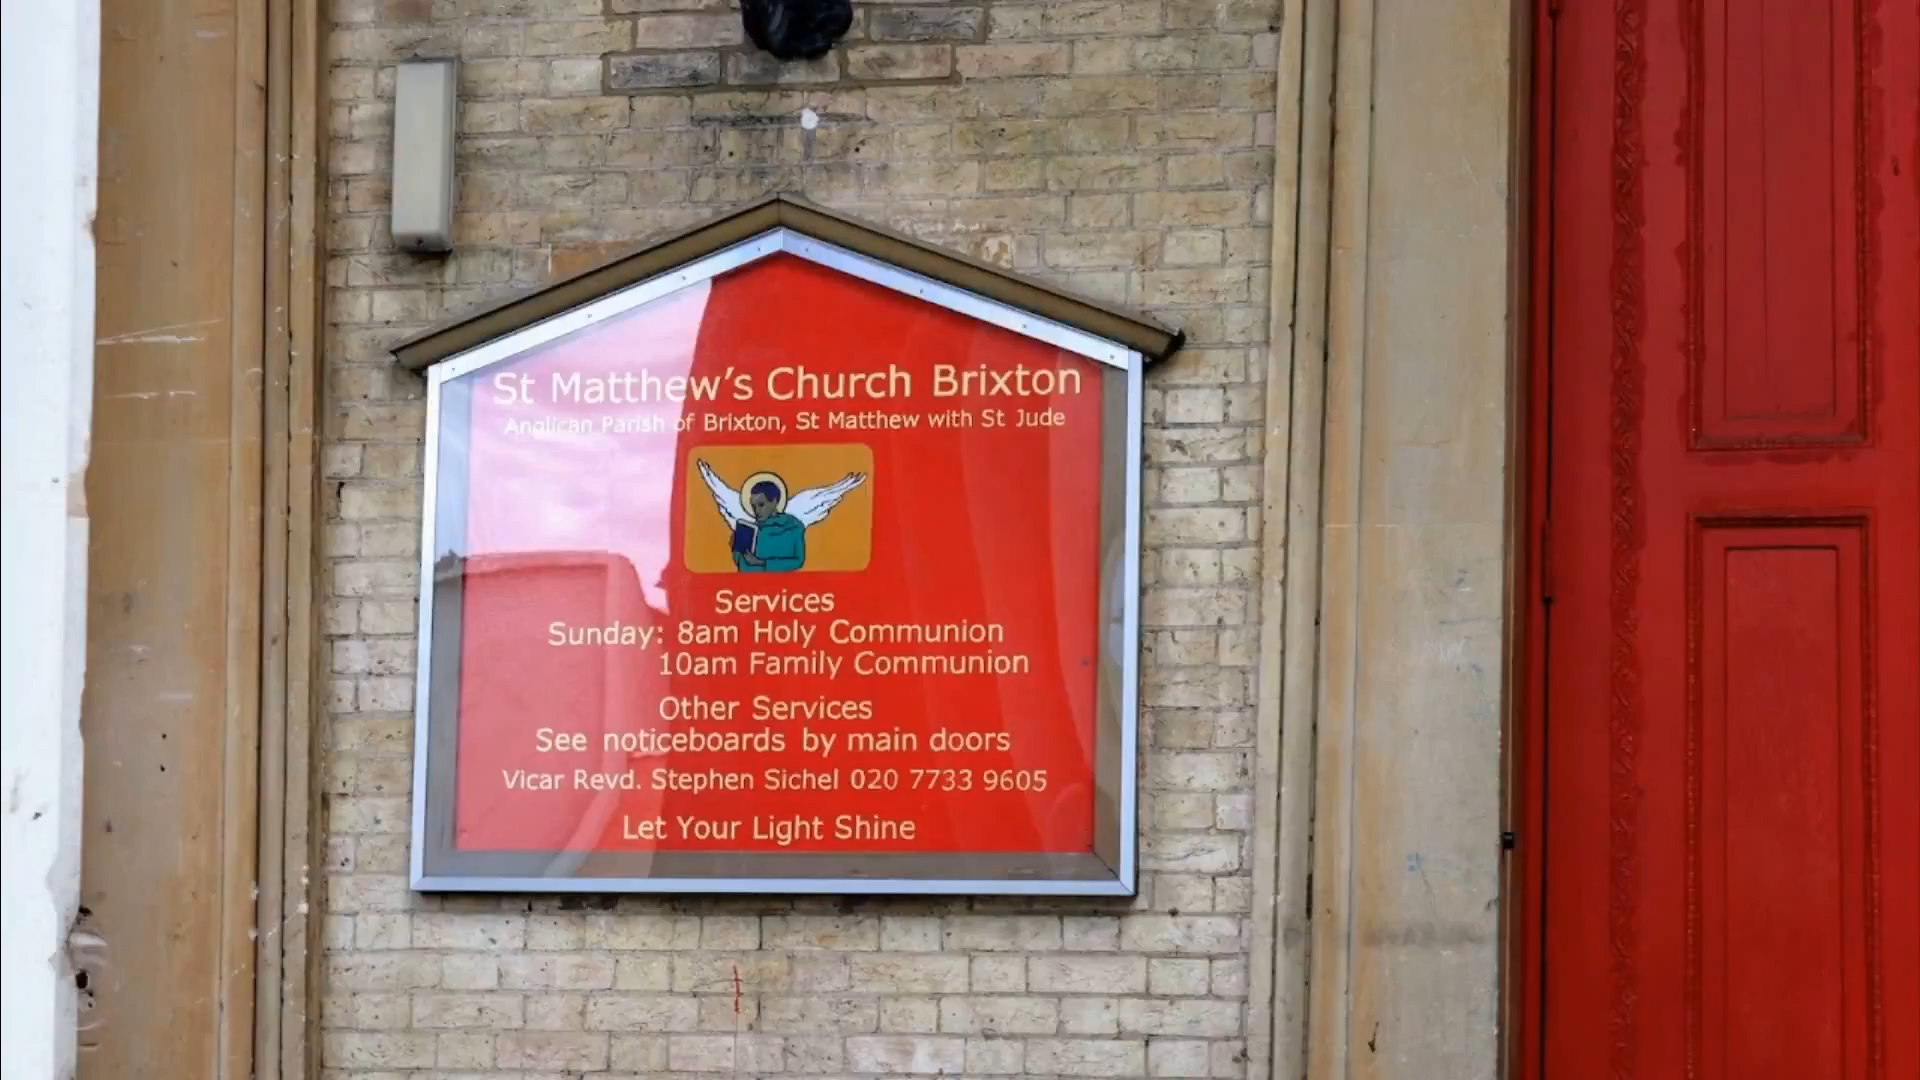 St Matthew's Church Brixton
Anglican Parish of Brixton, St Matthew with St Jude
Services
Sunday: 8am Holy Communion
10am Family Communion
Other Services
See noticeboards by main doors
Vicar Revd. Stephen Sichel 020 7733 9605
Let Your Light Shine